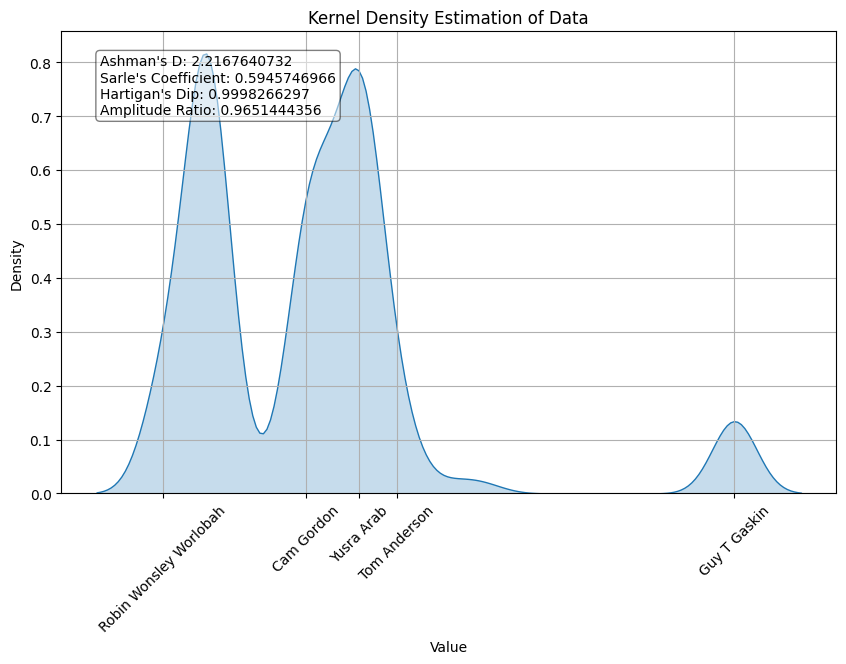 Kernel Density Estimation of Data
Ashman's D: 2.2167640732
Sarle's Coefficient: 0.5945746966
Hartigan's Dip: 0.9998266297
Amplitude Ratio: 0.9651444356
0.8
0.7
0.6
0.5
0.4
0.3
0.2
0.1
0.0
Density
Robin Wonsley Worlobah
Cam Gordon
Yusra Arab
Tom Anderson
Guy T Gaskin
Value